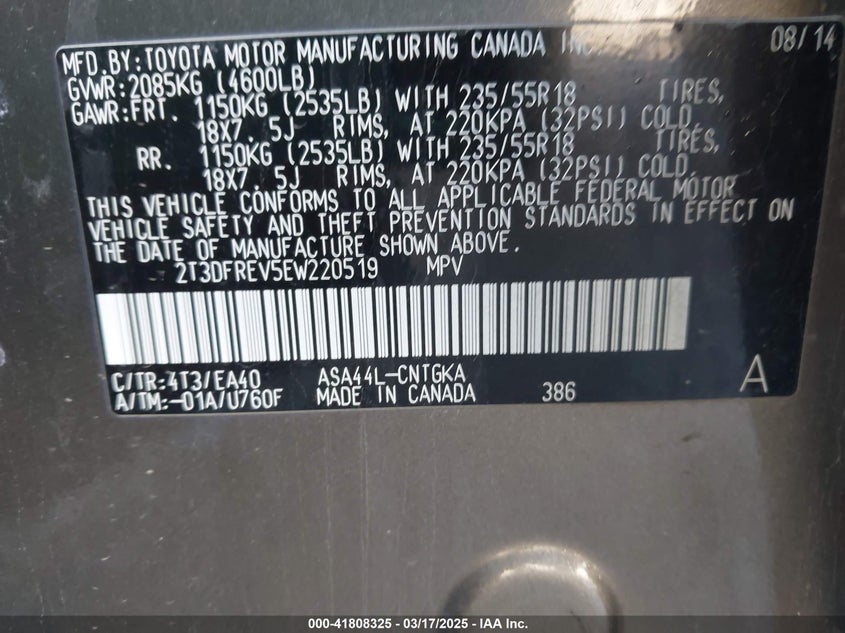 MFD. BY: TOYOTA MOTOR MANUFACTURING CANADA INC. 08/14
GVWR: 2085KG (4600LB)
GAWR: FRT. 1150KG (2535LB) WITH 235/55R18 TIRES,
18X7. 5J RIMS, AT 220KPA (32PSI) COLD.
RR. 1150KG (2535LB) WITH 235/55R18 TIRES,
18X7. 5J RIMS, AT 220KPA (32PSI) COLD.
THIS VEHICLE CONFORMS TO ALL APPLICABLE FEDERAL MOTOR
VEHICLE SAFETY AND THEFT PREVENTION STANDARDS IN EFFECT ON
THE DATE OF MANUFACTURE SHOWN ABOVE.
2T3DFREV5EW220519 MPV
C/TR: 4T3/EA40 ASA44L-CNTGKA A
A/TM: -01A/U760F MADE IN CANADA 386
000-41808325 - 03/17/2025 - IAA Inc.